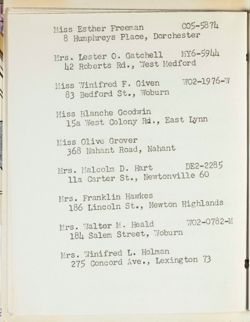 Miss Esther Freeman CO5-5874
8 Humphreys Place, Dorchester
Mrs. Lester O. Gatchell MY6-5944
42 Roberts Rd., West Medford
Miss Winifred F. Given WO2-1976-W
83 Bedford St., Woburn
Miss Blanche Goodwin
15a West Colony Rd., East Lynn
Miss Olive Grover
368 Nahant Road, Nahant
Mrs. Malcolm D. Hart DE2-2285
11a Carter St., Newtonville 60
Mrs. Franklin Hawkes
186 Lincoln St., Newton Highlands
Mrs. Walter M. Heald WO2-0782-M
184 Salem Street, Woburn
Mrs. Winifred L. Holman
275 Concord Ave., Lexington 73